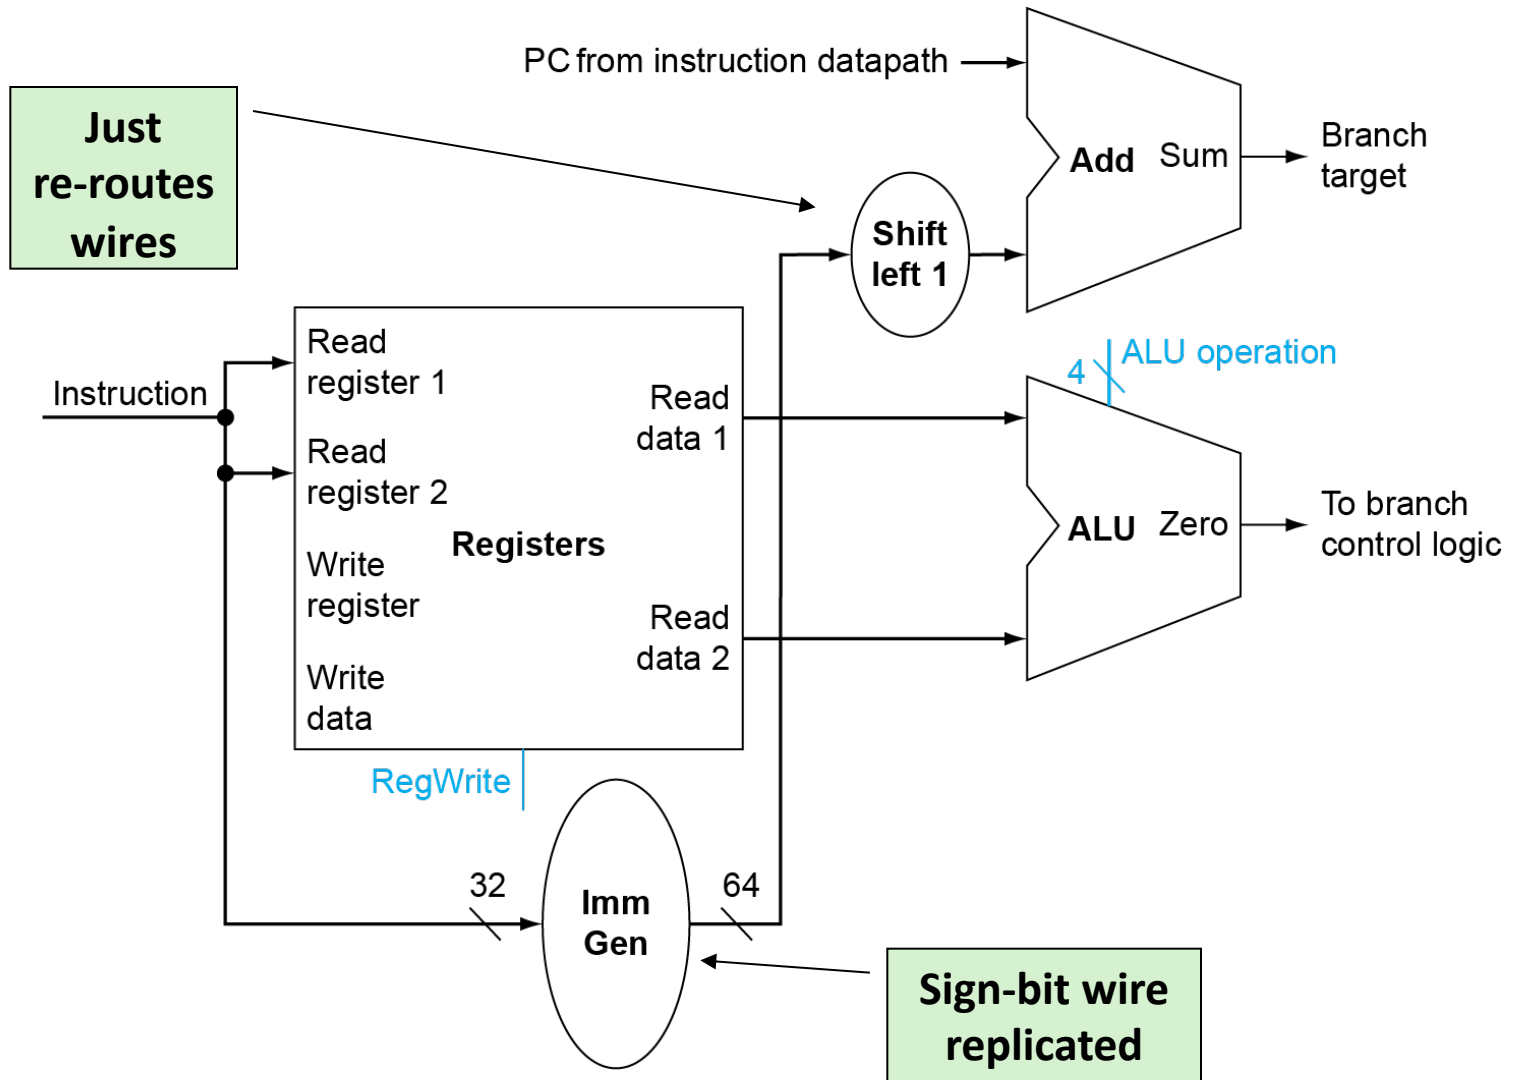 PC from instruction datapath
Just
re-routes
wires
Add
Sum
Branch
target
Shift
left 1
Instruction
Read
register 1
Read
register 2
Write
register
Write
data
Registers
Read
data 1
Read
data 2
RegWrite
4
ALU operation
ALU
Zero
To branch
control logic
32
Imm
Gen
64
Sign-bit wire
replicated